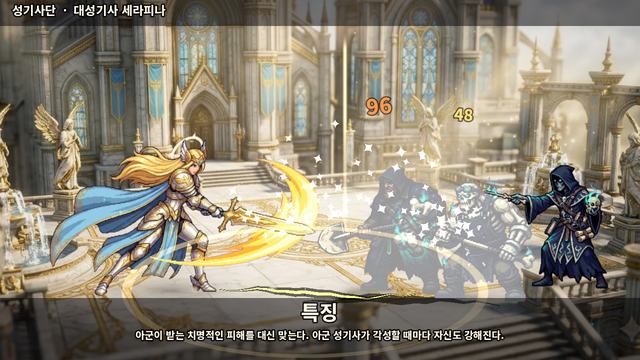 성기사단 · 대성기사 세라피나
96
48
특징
아군이 받는 치명적인 피해를 대신 맞는다. 아군 성기사가 각성할 때마다 자신도 강해진다.